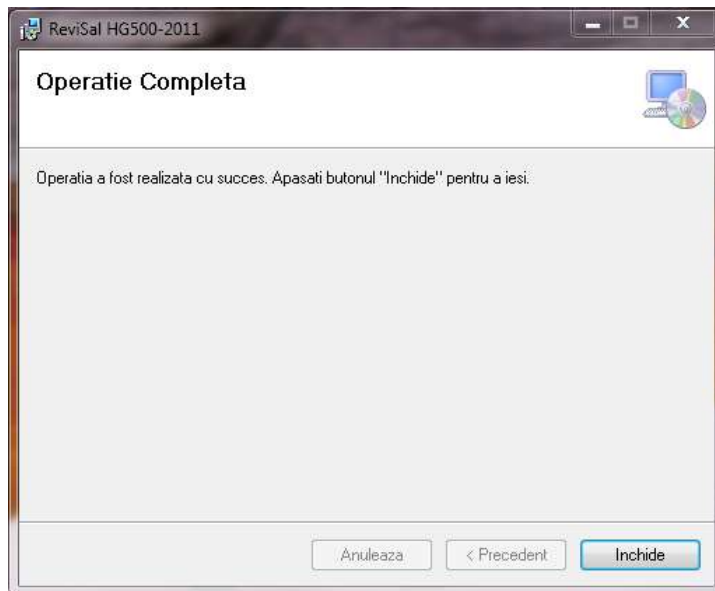 ReviSal HG500-2011
Operatie Completa
Operatia a fost realizata cu succes. Apasati butonul "Inchide" pentru a iesi.
Anuleaza
< Precedent
Inchide